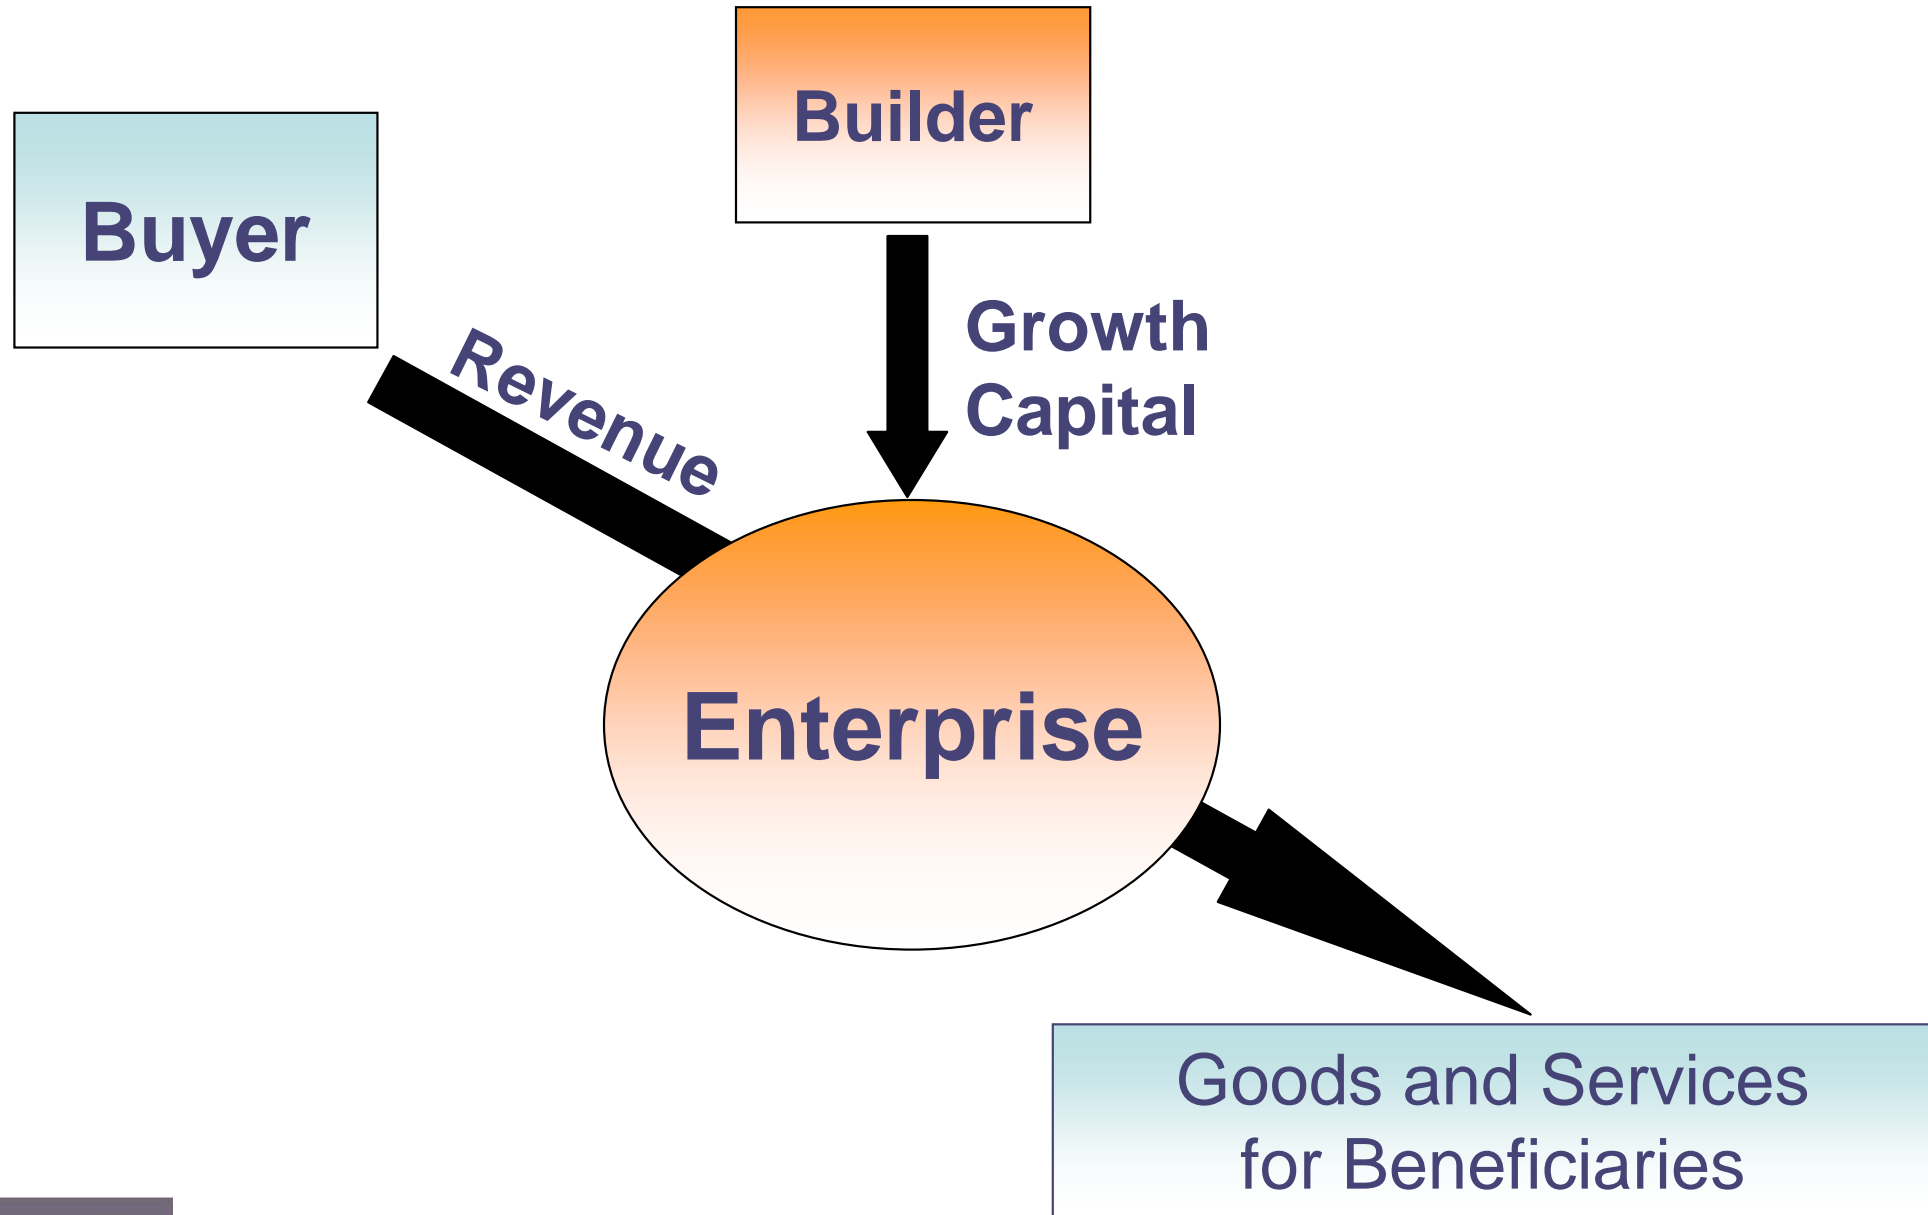 Builder
Buyer
Revenue
Growth
Capital
Enterprise
Goods and Services
for Beneficiaries